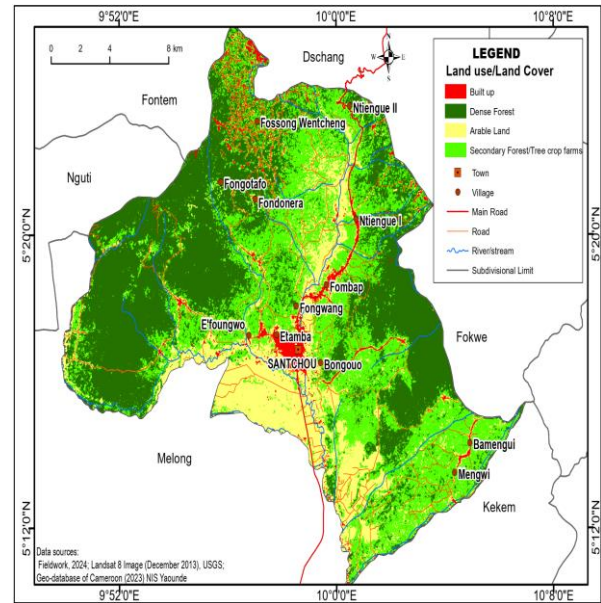 9°52'0"E 10°0'0"E 10°8'0"E
0 2 4 8 km
N
W E
S
Dschang
LEGEND
Land use/Land Cover
Built up
Dense Forest
Arable Land
Secondary Forest/Tree crop farms
Town
Village
Main Road
Road
River/stream
Subdivisional Limit
Fontem
Ntiengue II
Fossong Wentcheng
Nguti
Fongotafo
Fondonera
Ntiengue I
5°20'0"N 5°20'0"N
Fombap
Fongwang
E'foungwo
Etamba
Fokwe
SANTCHOU
Bongouo
Melong
Bamengui
Mengwi
Kekem
5°12'0"N 5°12'0"N
Data sources:
Fieldwork, 2024; Landsat 8 Image (December 2013), USGS;
Geo-database of Cameroon (2023) NIS Yaounde
9°52'0"E 10°0'0"E 10°8'0"E